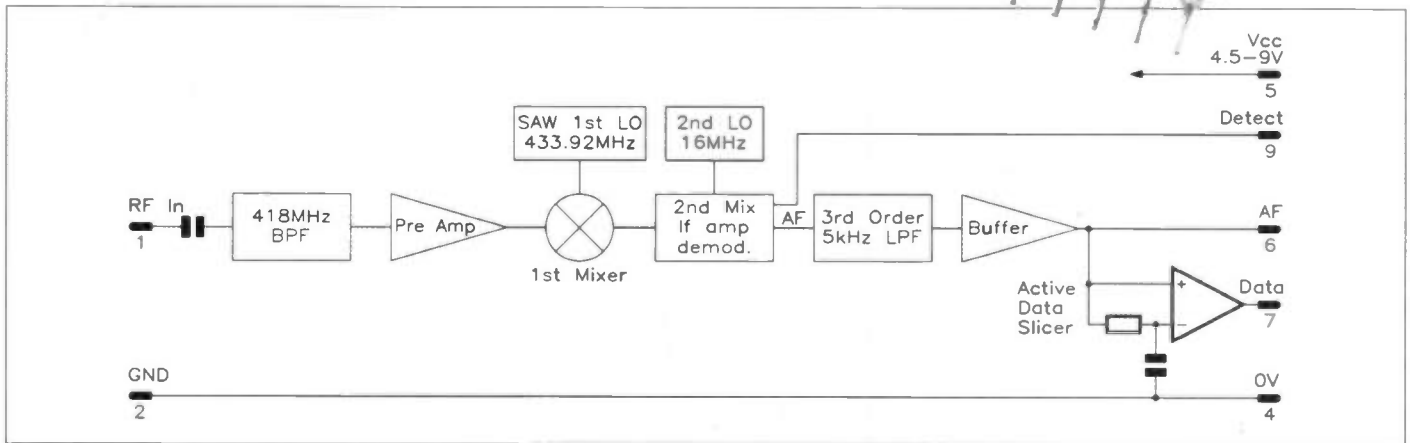 Vcc
4.5-9V
5
SAW 1st LO
433.92MHz
2nd LO
16MHz
Detect
9
RF In
1
418MHz
BPF
Pre Amp
1st Mixer
2nd Mix
If amp
demod.
AF
3rd Order
5kHz LPF
Buffer
AF
6
Active
Data
Slicer
+
-
Data
7
GND
2
0V
4